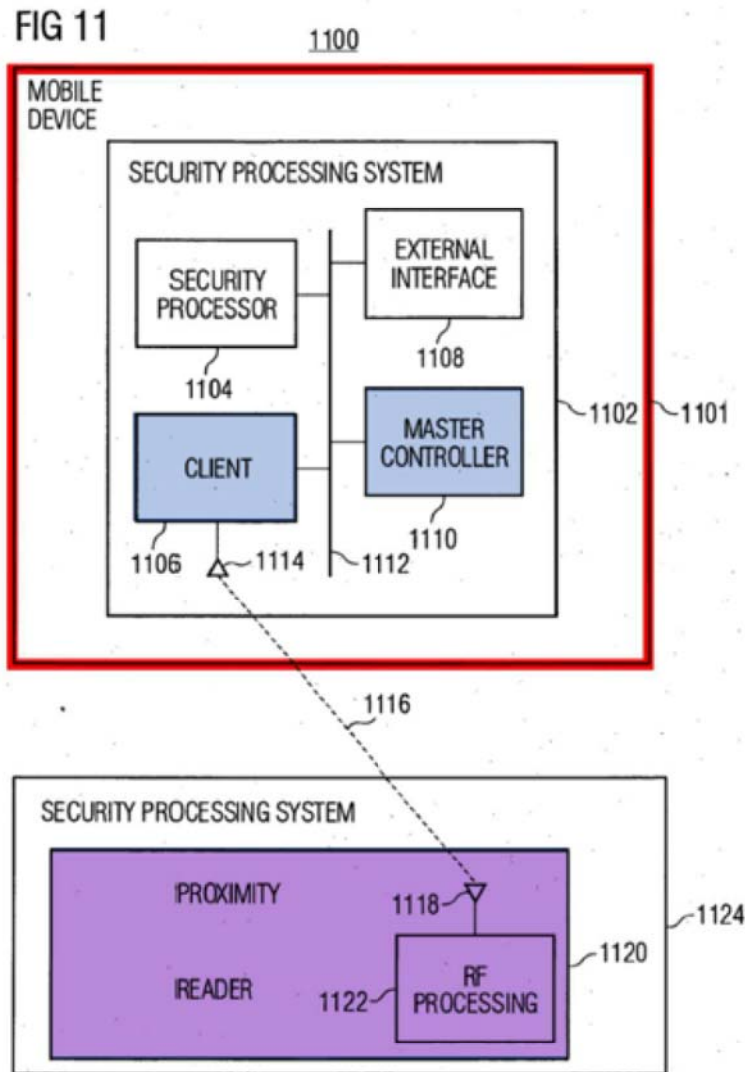 FIG 11
1100
MOBILE
DEVICE
SECURITY PROCESSING SYSTEM
SECURITY
PROCESSOR
1104
EXTERNAL
INTERFACE
1108
CLIENT
1106
1114
MASTER
CONTROLLER
1110
1112
1102
1101
1116
SECURITY PROCESSING SYSTEM
PROXIMITY
READER
1118
RF
PROCESSING
1122
1120
1124